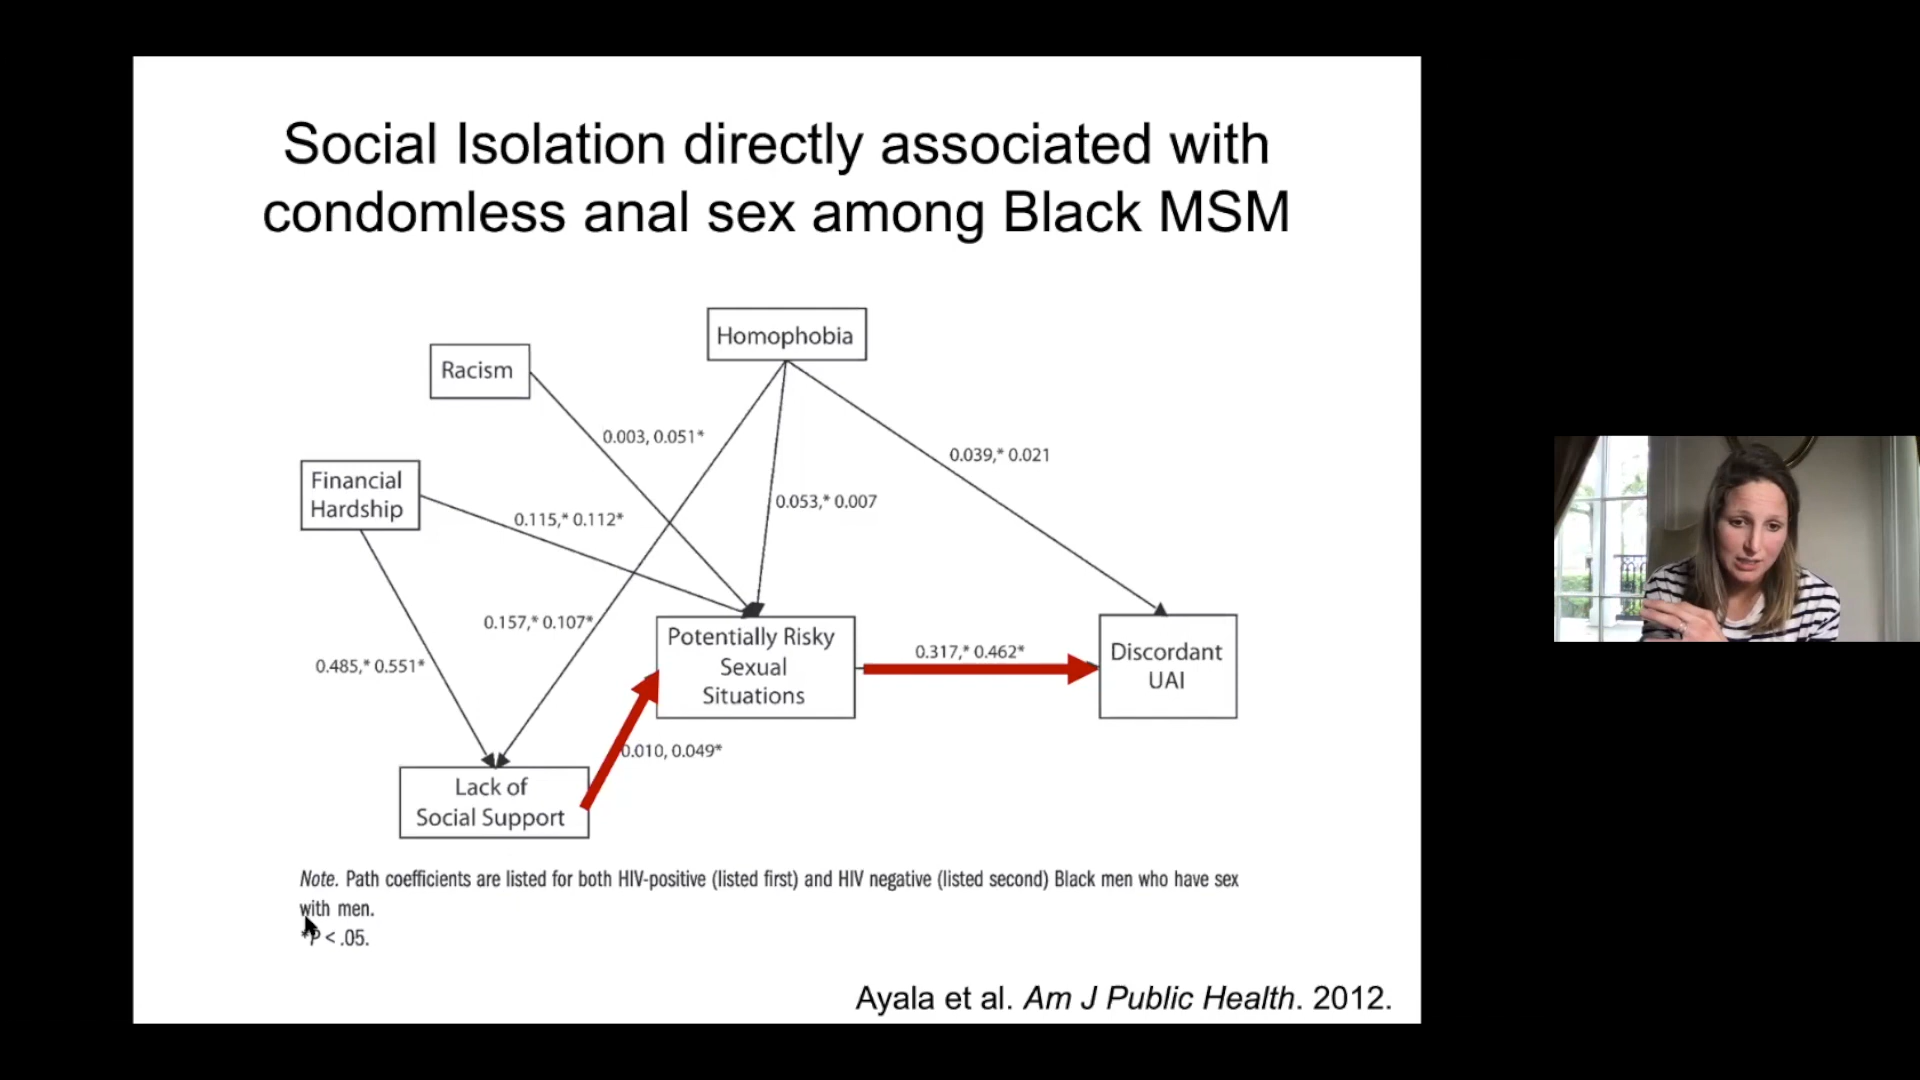 Social Isolation directly associated with
condomless anal sex among Black MSM
Homophobia
Racism
0.003, 0.051*
0.039,* 0.021
Financial
Hardship
0.053,* 0.007
0.115,* 0.112*
0.157,* 0.107*
Potentially Risky
Sexual
Situations
0.317,* 0.462*
Discordant
UAI
0.485,* 0.551*
0.010, 0.049*
Lack of
Social Support
Note. Path coefficients are listed for both HIV-positive (listed first) and HIV negative (listed second) Black men who have sex
with men.
*P < .05.
Ayala et al. Am J Public Health. 2012.